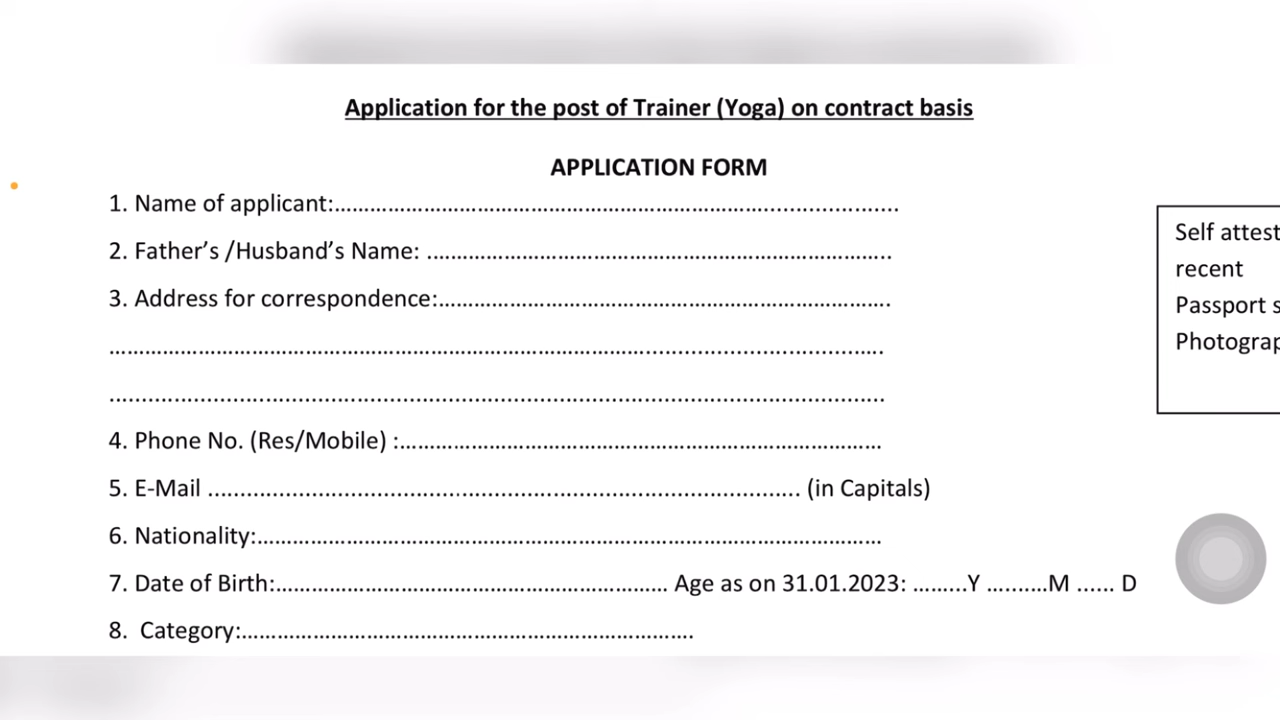 Application for the post of Trainer (Yoga) on contract basis
APPLICATION FORM
1. Name of applicant:...............................................................................
2. Father's /Husband's Name: ...............................................................................
3. Address for correspondence:...............................................................................
...............................................................................
...............................................................................
4. Phone No. (Res/Mobile) :...............................................................................
5. E-Mail ............................................................................... (in Capitals)
6. Nationality:...............................................................................
7. Date of Birth:............................................................ Age as on 31.01.2023: ........Y .........M ...... D
8. Category:......................................................................
Self attest
recent
Passport s
Photograp